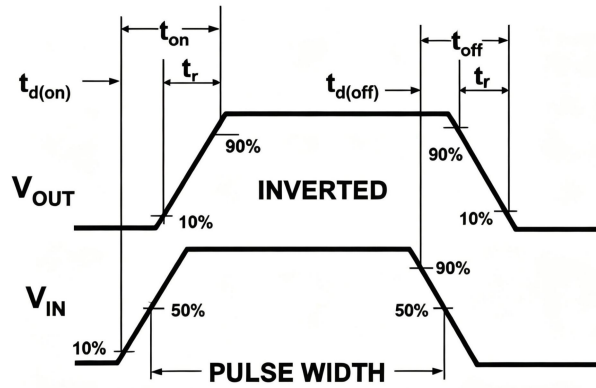 t_on
t_off
t_d(on)
t_r
t_d(off)
t_r
90%
90%
V_OUT
INVERTED
10%
10%
90%
V_IN
50%
50%
10%
PULSE WIDTH